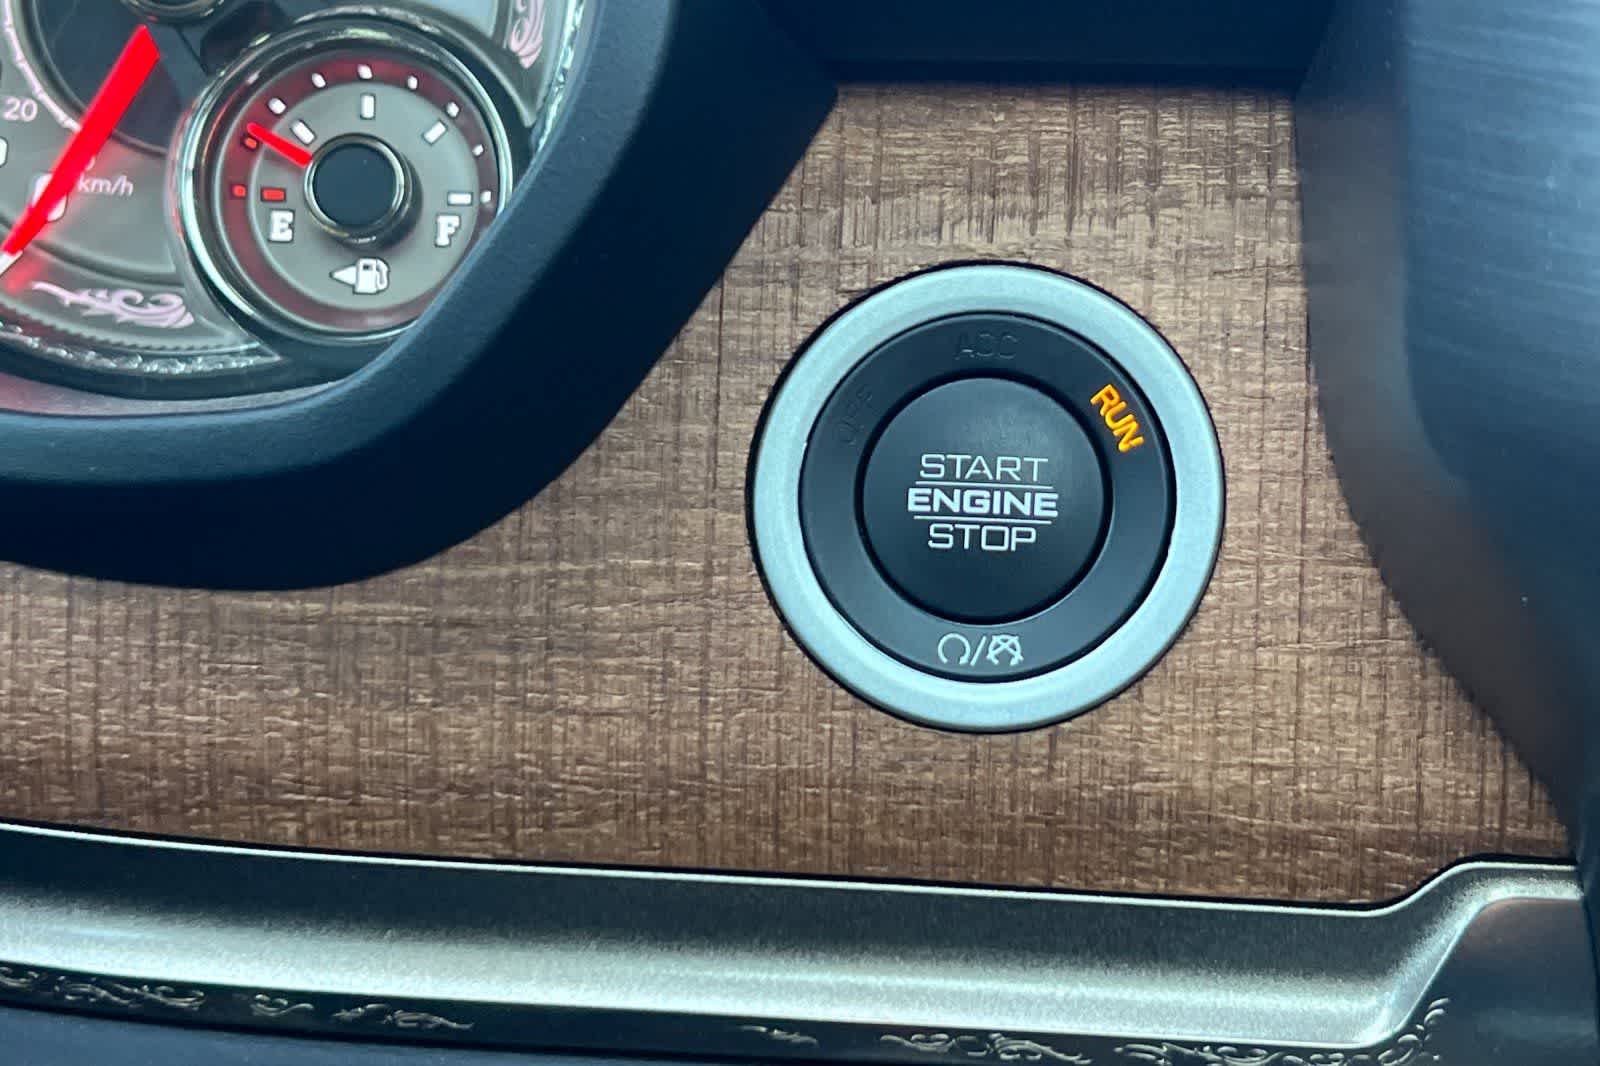 20
km/h
E
F
ACC
OFF
RUN
START
ENGINE
STOP